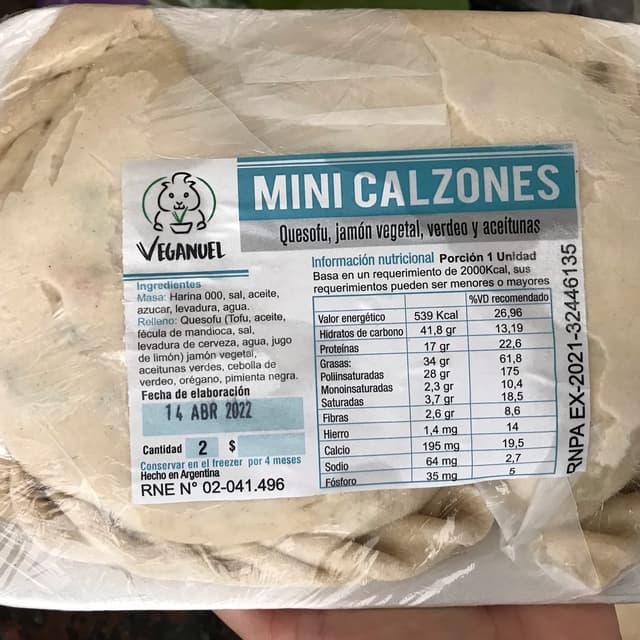 MINI CALZONES
Quesofu, jamón vegetal, verdeo y aceitunas
VEGANUEL
Ingredientes
Masa: Harina 000, sal, aceite,
azucar, levadura, agua.
Relleno: Quesofu (Tofu, aceite,
fécula de mandioca, sal,
levadura de cerveza, agua, jugo
de limón) jamón vegetal,
aceitunas verdes, cebolla de
verdeo, orégano, pimienta negra.
Fecha de elaboración
14 ABR 2022
Cantidad 2 $
Conservar en el freezer por 4 meses
Hecho en Argentina
RNE N° 02-041.496
Información nutricional Porción 1 Unidad
Basa en un requerimiento de 2000Kcal, sus
requerimientos pueden ser menores o mayores
%VD recomendado
Valor energético 539 Kcal 26,96
Hidratos de carbono 41,8 gr 13,19
Proteínas 17 gr 22,6
Grasas: 34 gr 61,8
Poliinsaturadas 28 gr 175
Monoinsaturadas 2,3 gr 10,4
Saturadas 3,7 gr 18,5
Fibras 2,6 gr 8,6
Hierro 1,4 mg 14
Calcio 195 mg 19,5
Sodio 64 mg 2,7
Fósforo 35 mg 5
RNPA EX-2021-32446135